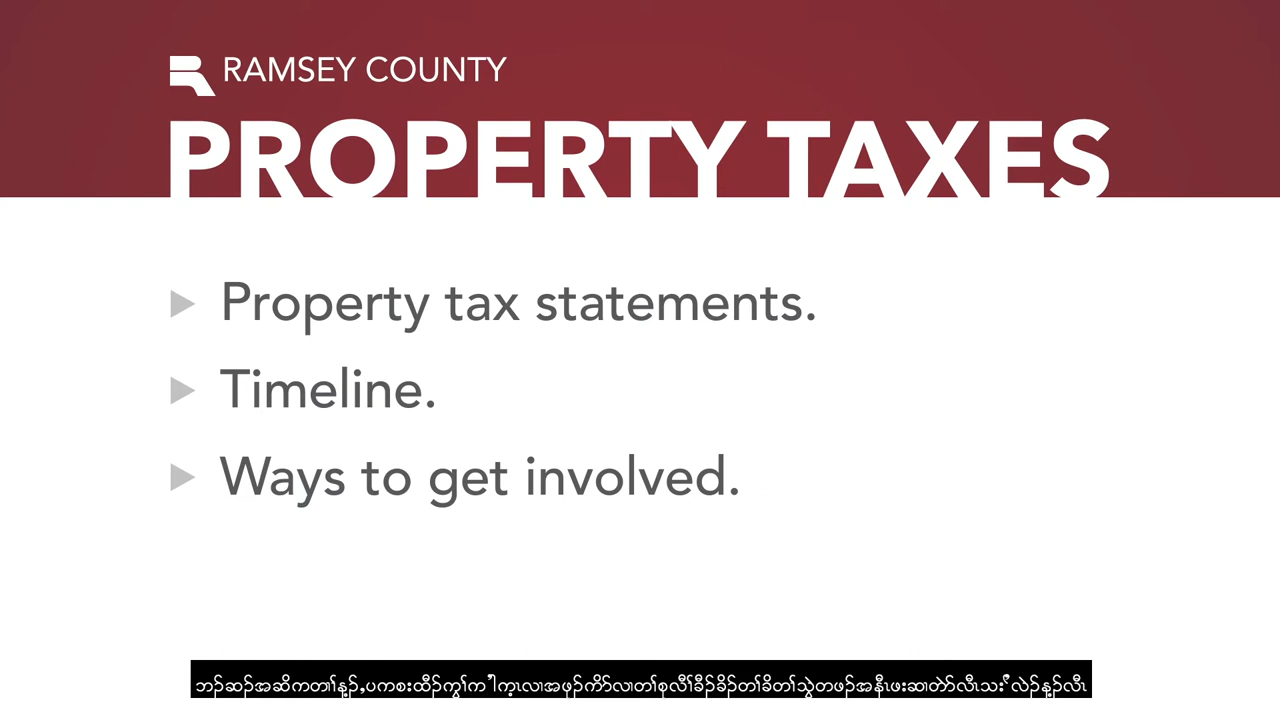 RAMSEY COUNTY
PROPERTY TAXES
Property tax statements.
Timeline.
Ways to get involved.